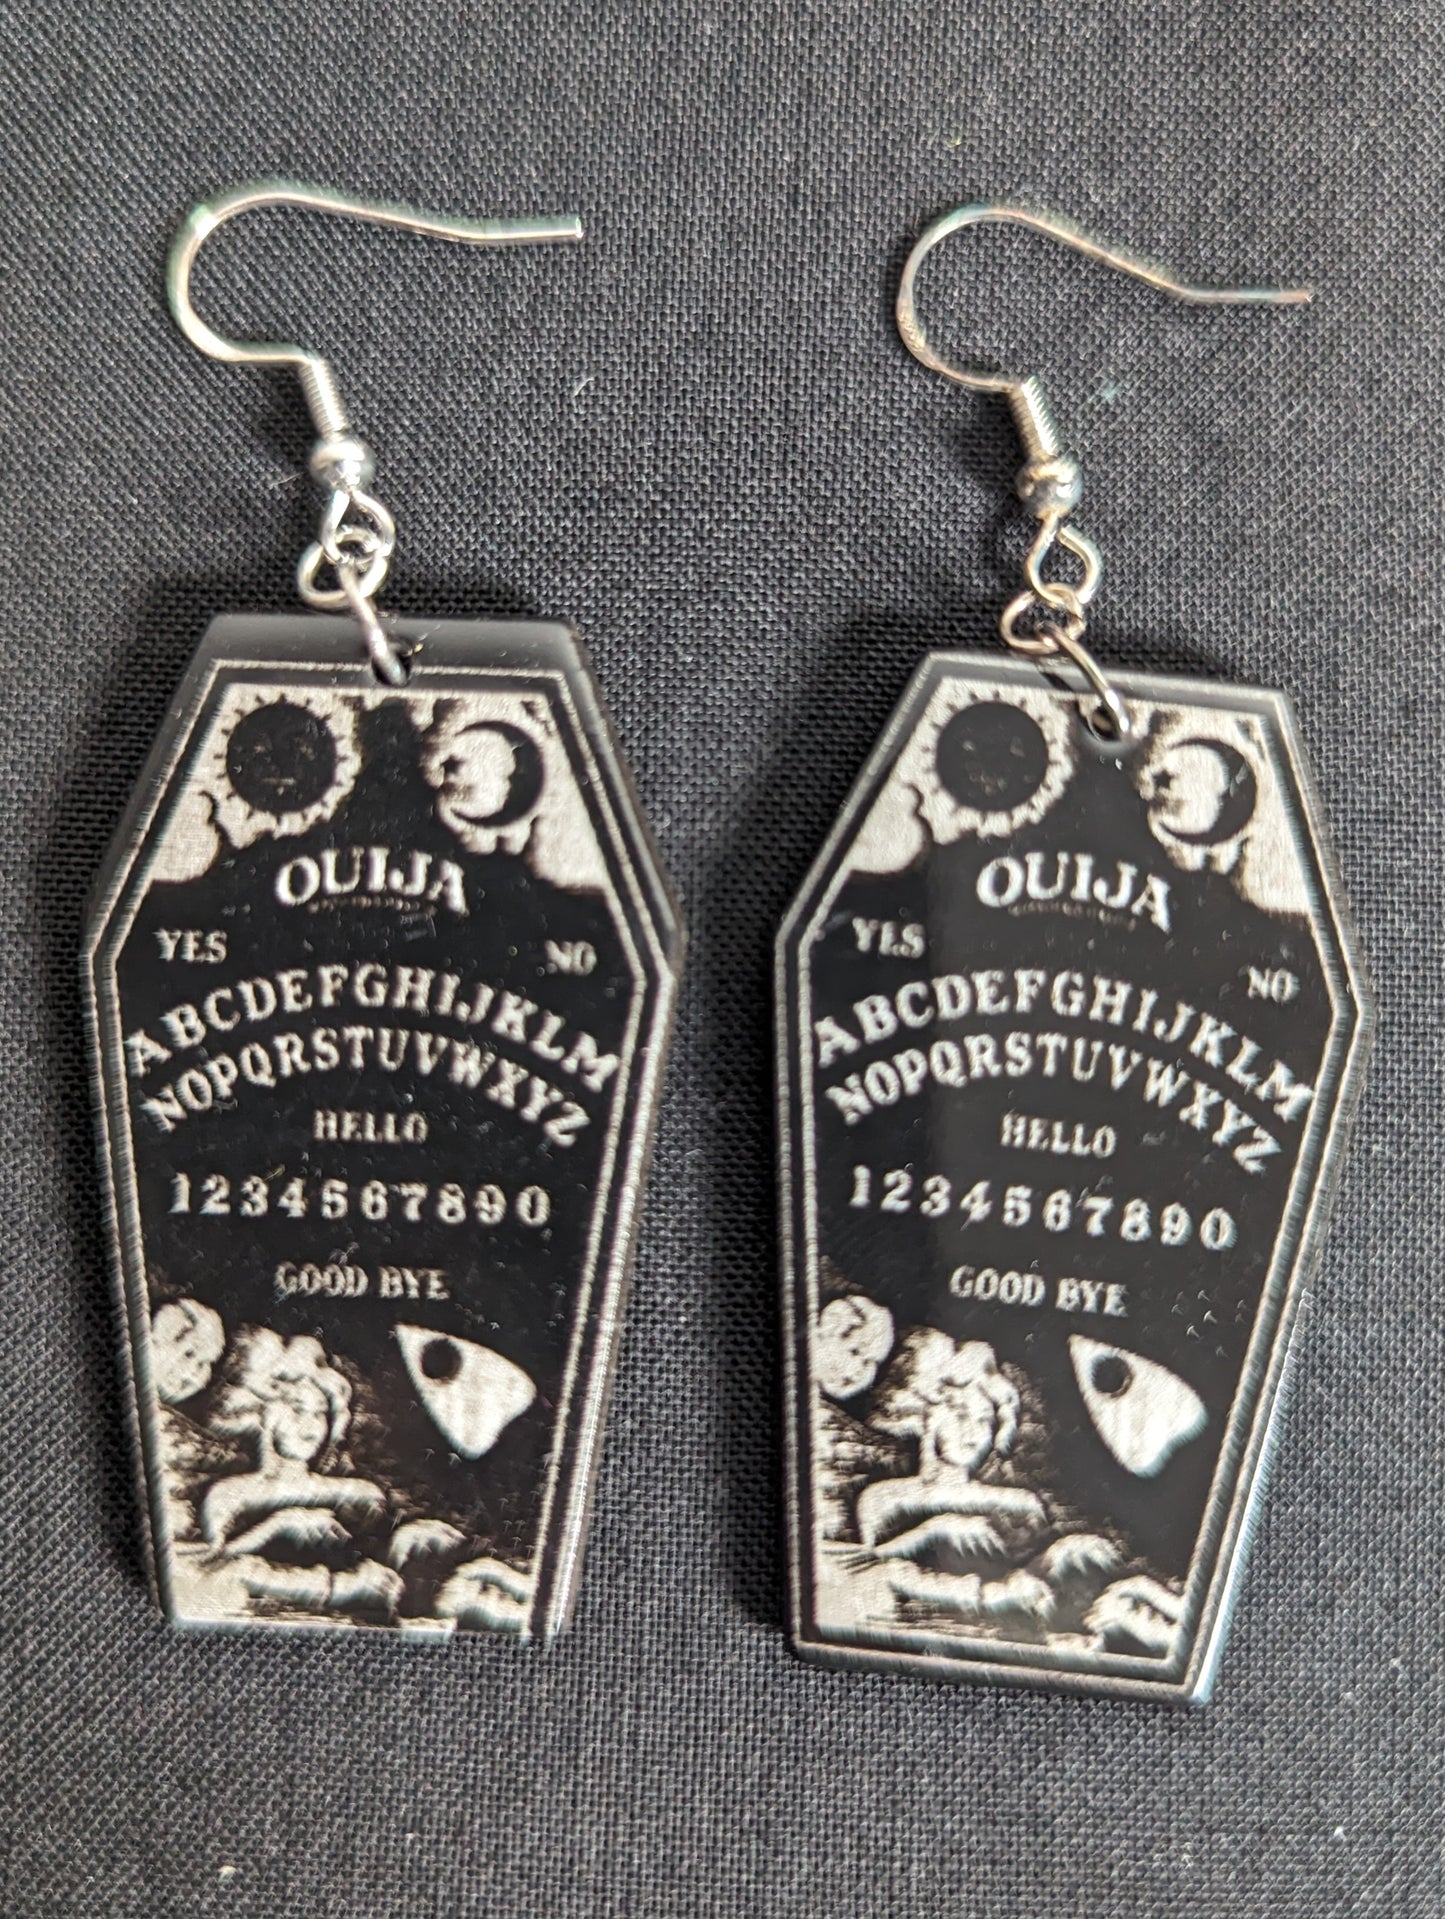 OUIJA
YES
NO
ABCDEFGHIJKLM
NOPQRSTUVWXYZ
HELLO
1234567890
GOOD BYE
OUIJA
YES
NO
ABCDEFGHIJKLM
NOPQRSTUVWXYZ
HELLO
1234567890
GOOD BYE